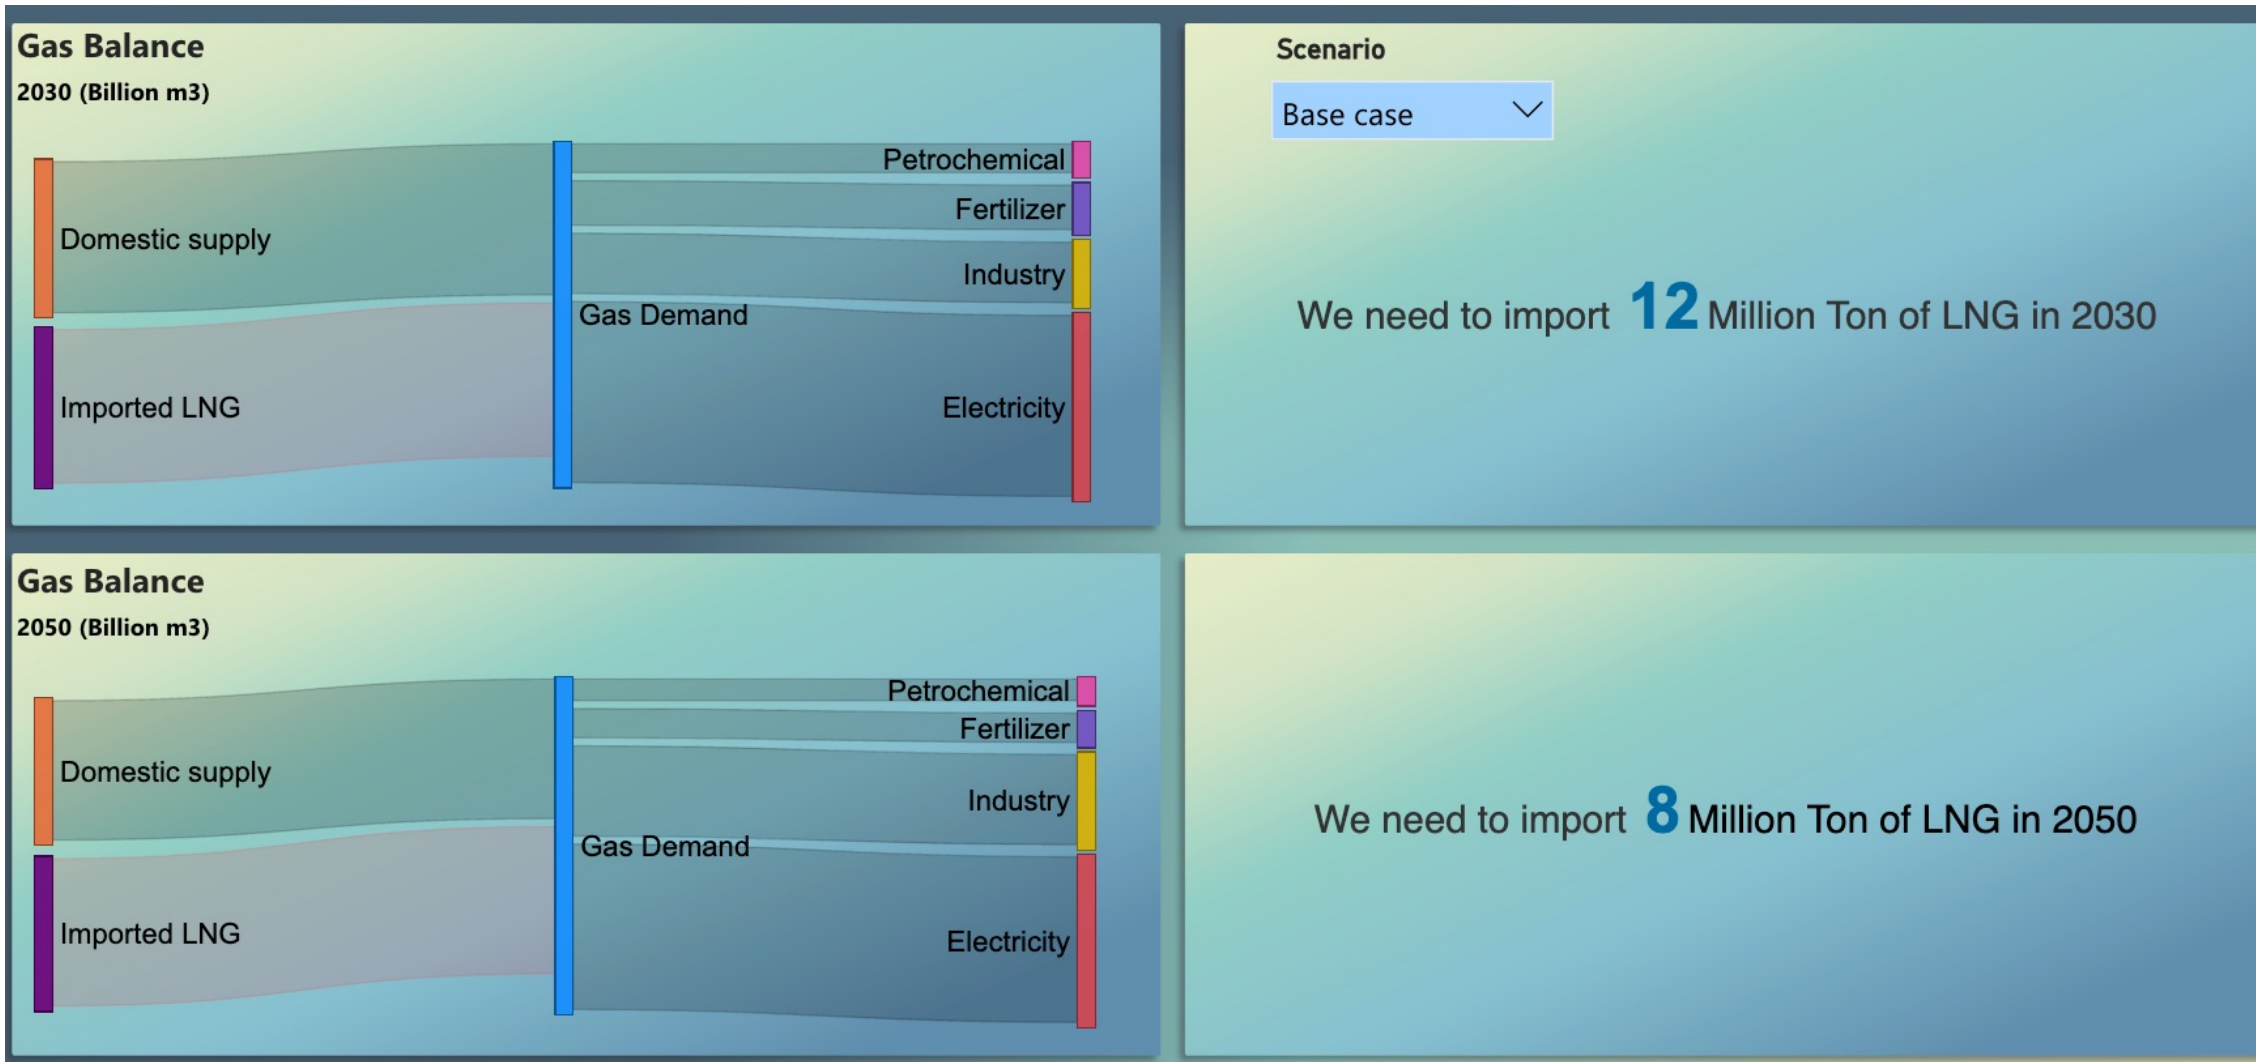 Gas Balance
2030 (Billion m3)
Petrochemical
Fertilizer
Domestic supply
Industry
Gas Demand
Imported LNG
Electricity
Scenario
Base case
We need to import 12 Million Ton of LNG in 2030
Gas Balance
2050 (Billion m3)
Petrochemical
Fertilizer
Domestic supply
Industry
Gas Demand
Imported LNG
Electricity
We need to import 8 Million Ton of LNG in 2050